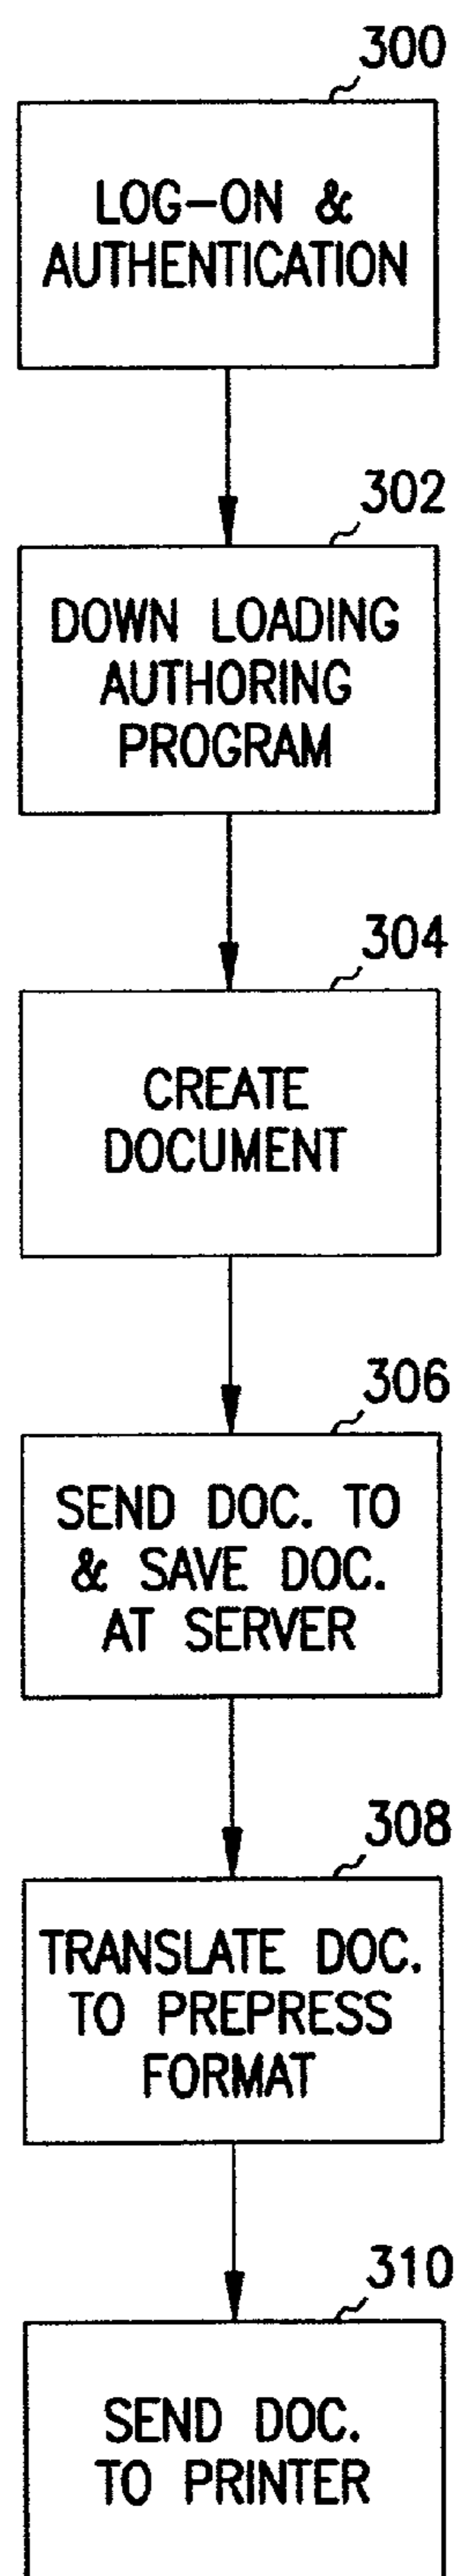 300
LOG-ON &
AUTHENTICATION
302
DOWN LOADING
AUTHORING
PROGRAM
304
CREATE
DOCUMENT
306
SEND DOC. TO
& SAVE DOC.
AT SERVER
308
TRANSLATE DOC.
TO PREPRESS
FORMAT
310
SEND DOC.
TO PRINTER